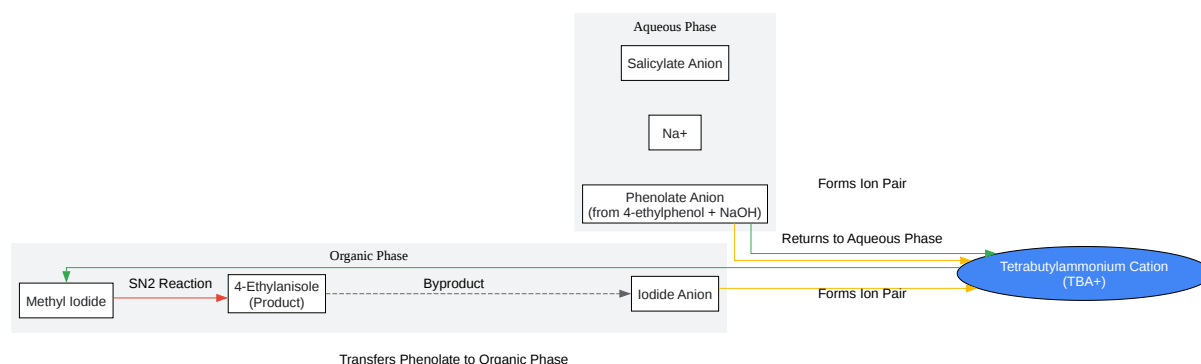 Aqueous Phase
Salicylate Anion
Na+
Phenolate Anion
(from 4-ethylphenol + NaOH)
Forms Ion Pair
Returns to Aqueous Phase
Organic Phase
Tetrabutylammonium Cation
(TBA+)
Methyl Iodide
SN2 Reaction
4-Ethylanisole
(Product)
Byproduct
Iodide Anion
Forms Ion Pair
Transfers Phenolate to Organic Phase